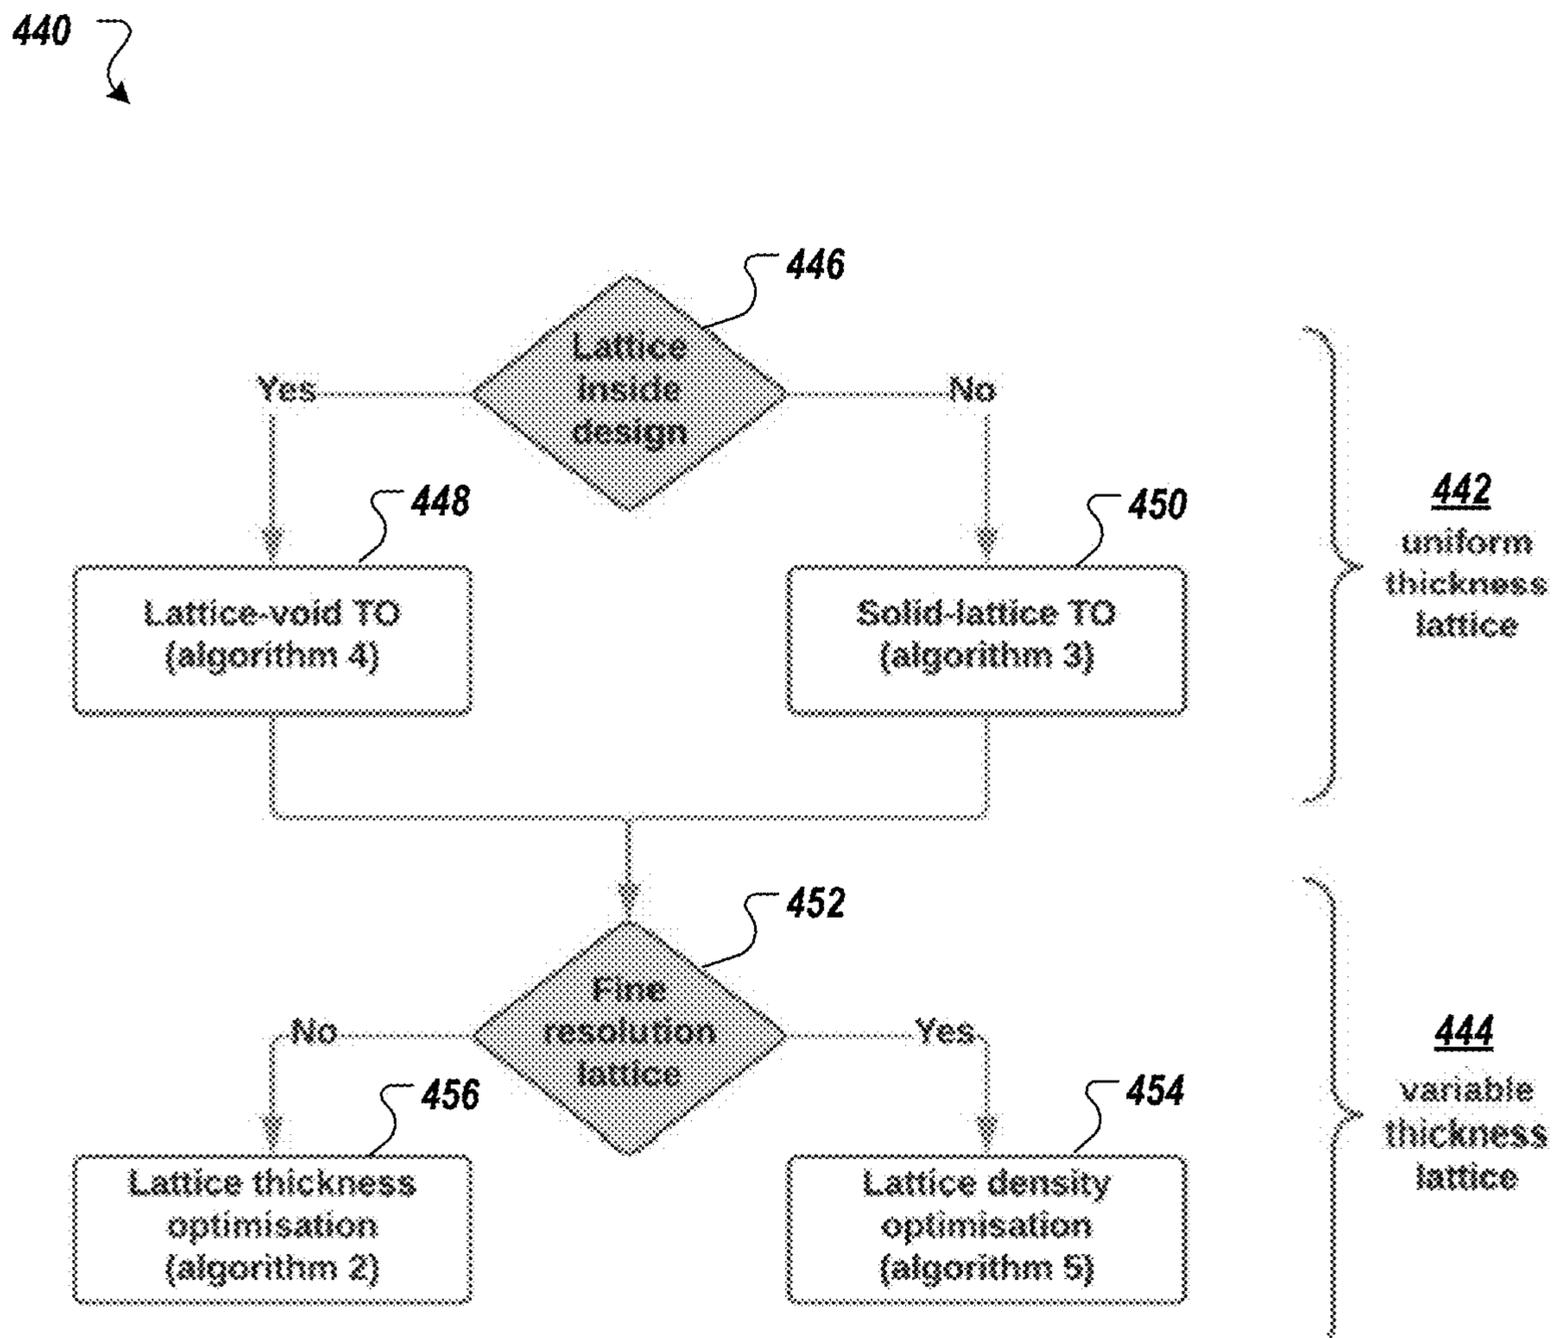 440
446
Lattice
inside
design
Yes
No
448
450
442
uniform
thickness
lattice
Lattice-void TO
(algorithm 4)
Solid-lattice TO
(algorithm 3)
452
Fine
resolution
lattice
No
Yes
456
454
444
variable
thickness
lattice
Lattice thickness
optimisation
(algorithm 2)
Lattice density
optimisation
(algorithm 5)